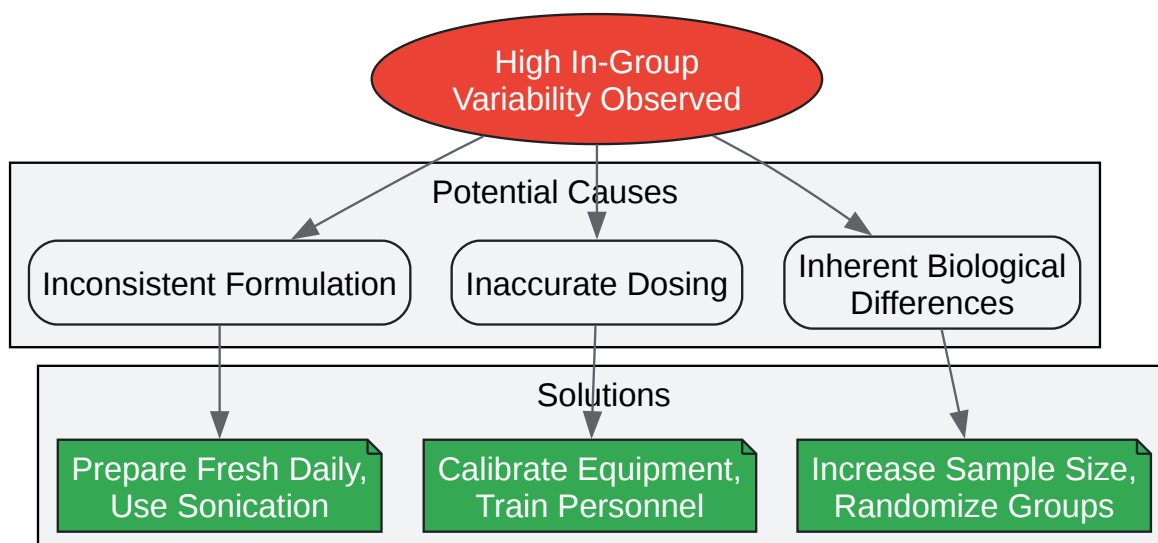 High In-Group
Variability Observed
Potential Causes
Inconsistent Formulation
Inaccurate Dosing
Inherent Biological
Differences
Solutions
Prepare Fresh Daily,
Use Sonication
Calibrate Equipment,
Train Personnel
Increase Sample Size,
Randomize Groups